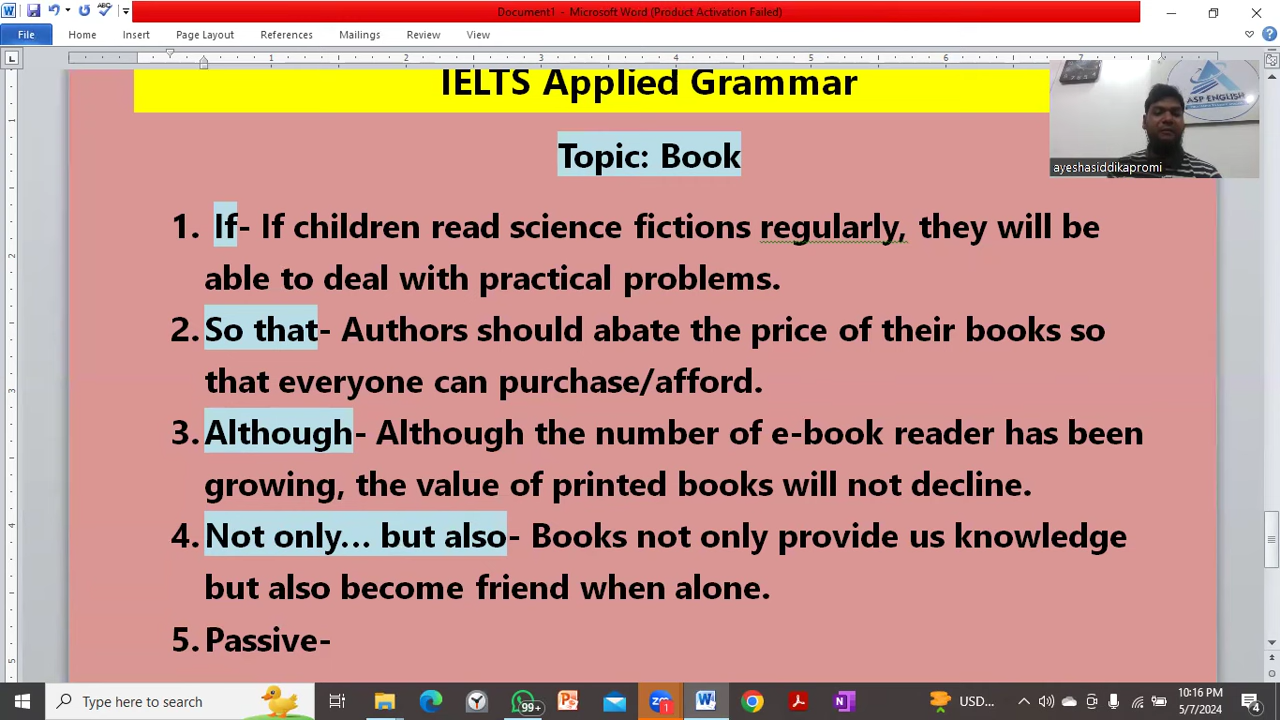 Document1 - Microsoft Word (Product Activation Failed)
File Home Insert Page Layout References Mailings Review View
IELTS Applied Grammar
ASP ENGLISH
ayeshasiddikapromi
Topic: Book
1. If- If children read science fictions regularly, they will be
able to deal with practical problems.
2. So that- Authors should abate the price of their books so
that everyone can purchase/afford.
3. Although- Although the number of e-book reader has been
growing, the value of printed books will not decline.
4. Not only... but also- Books not only provide us knowledge
but also become friend when alone.
5. Passive-
Type here to search
99+
1
USD...
10:16 PM
5/7/2024
4